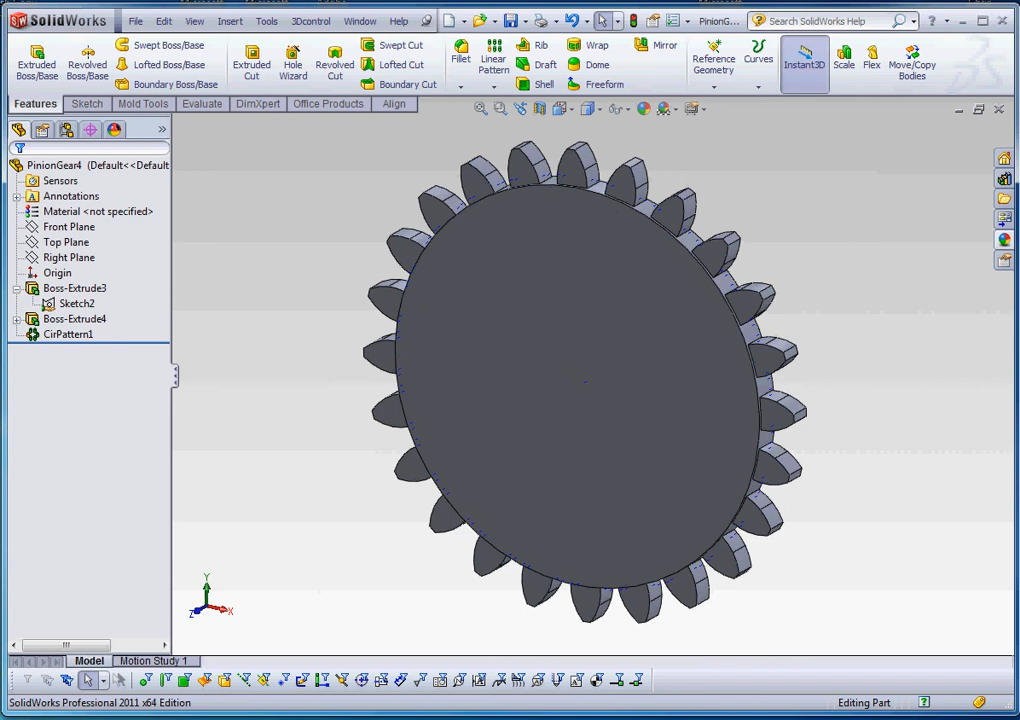 SolidWorks File Edit View Insert Tools 3Dcontrol Window Help PinionG... Search SolidWorks Help
Extruded Boss/Base Revolved Boss/Base Swept Boss/Base Extruded Cut Hole Wizard Revolved Cut Swept Cut Fillet Linear Pattern Rib Wrap Mirror Reference Geometry Curves Instant3D Scale Flex Move/Copy Bodies
Lofted Boss/Base Lofted Cut Draft Dome
Boundary Boss/Base Boundary Cut Shell Freeform
Features Sketch Mold Tools Evaluate DimXpert Office Products Align
PinionGear4 (Default<<Default
Sensors
Annotations
Material <not specified>
Front Plane
Top Plane
Right Plane
Origin
Boss-Extrude3
Sketch2
Boss-Extrude4
CirPattern1
Y
Z X
Model Motion Study 1
SolidWorks Professional 2011 x64 Edition Editing Part